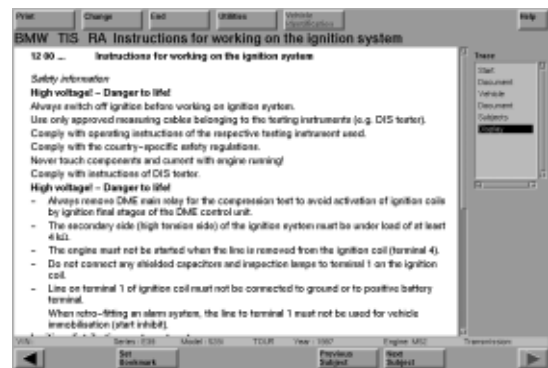 Print Change End Utilities Vehicle Identification Help
BMW TIS RA Instructions for working on the ignition system
12 00 ... Instructions for working on the ignition system
Safety information
High voltage! – Danger to life!
Always switch off ignition before working on ignition system.
Use only approved measuring cables belonging to the testing instruments (e.g. DIS tester).
Comply with operating instructions of the respective testing instrument used.
Comply with the country-specific safety regulations.
Never touch components and current with engine running!
Comply with instructions of DIS tester.
High voltage! – Danger to life!
– Always remove DME main relay for the compression test to avoid activation of ignition coils
by ignition final stages of the DME control unit.
– The secondary side (high tension side) of the ignition system must be under load of at least
4 kΩ.
– The engine must not be started when the line is removed from the ignition coil (terminal 4).
– Do not connect any shielded capacitors and inspection lamps to terminal 1 on the ignition
coil.
– Line on terminal 1 of ignition coil must not be connected to ground or to positive battery
terminal.
When retro-fitting an alarm system, the line to terminal 1 must not be used for vehicle
immobilisation (start inhibit).
Trace
Start
Document
Vehicle
Document
Subjects
Display
VIN: Series : E36 Model : TOUR Year : 1997 Engine M52 Transmission
Set Bookmark Previous Subject Next Subject